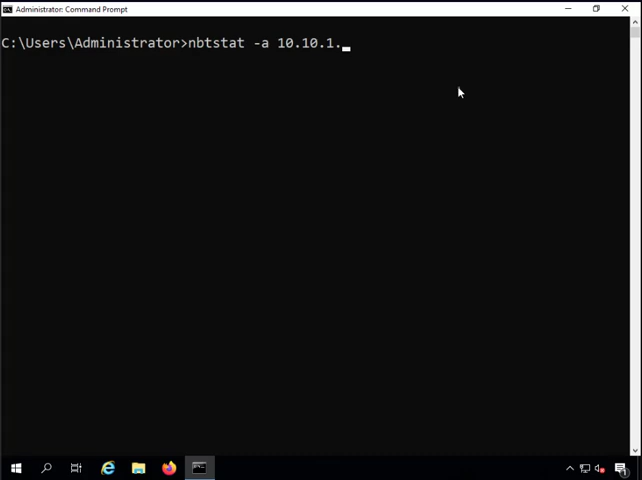 Administrator: Command Prompt
C:\Users\Administrator>nbtstat -a 10.10.1.